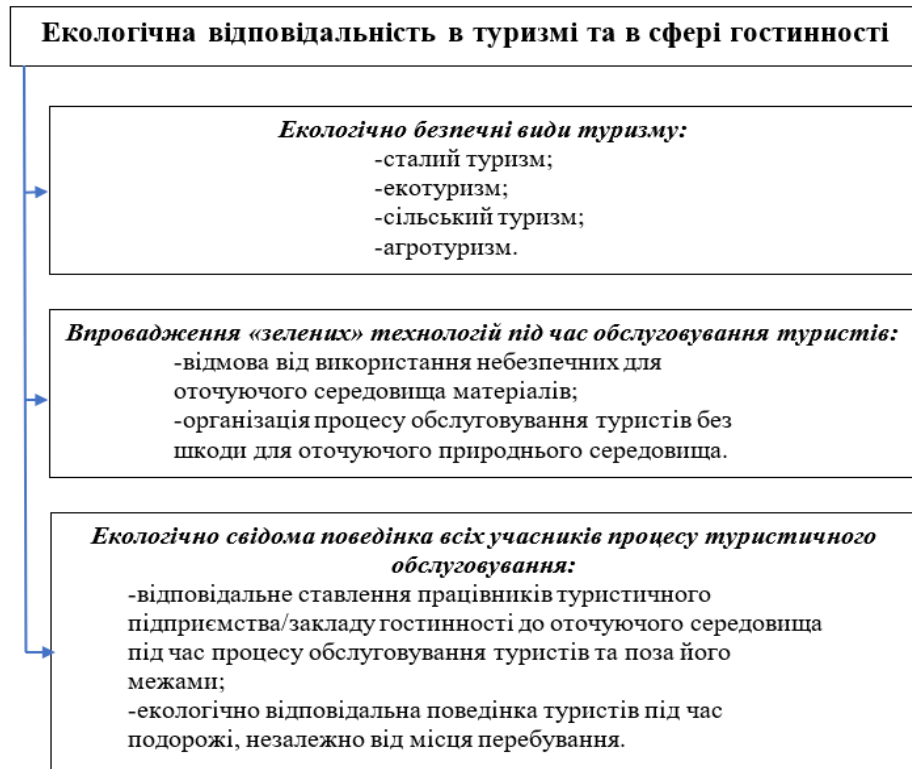 Екологічна відповідальність в туризмі та в сфері гостинності
Екологічно безпечні види туризму:
-сталий туризм;
-екотуризм;
-сільський туризм;
-агротуризм.
Впровадження «зелених» технологій під час обслуговування туристів:
-відмова від використання небезпечних для
оточуючого середовища матеріалів;
-організація процесу обслуговування туристів без
шкоди для оточуючого природнього середовища.
Екологічно свідома поведінка всіх учасників процесу туристичного
обслуговування:
-відповідальне ставлення працівників туристичного
підприємства/закладу гостинності до оточуючого середовища
під час процесу обслуговування туристів та поза його
межами;
-екологічно відповідальна поведінка туристів під час
подорожі, незалежно від місця перебування.